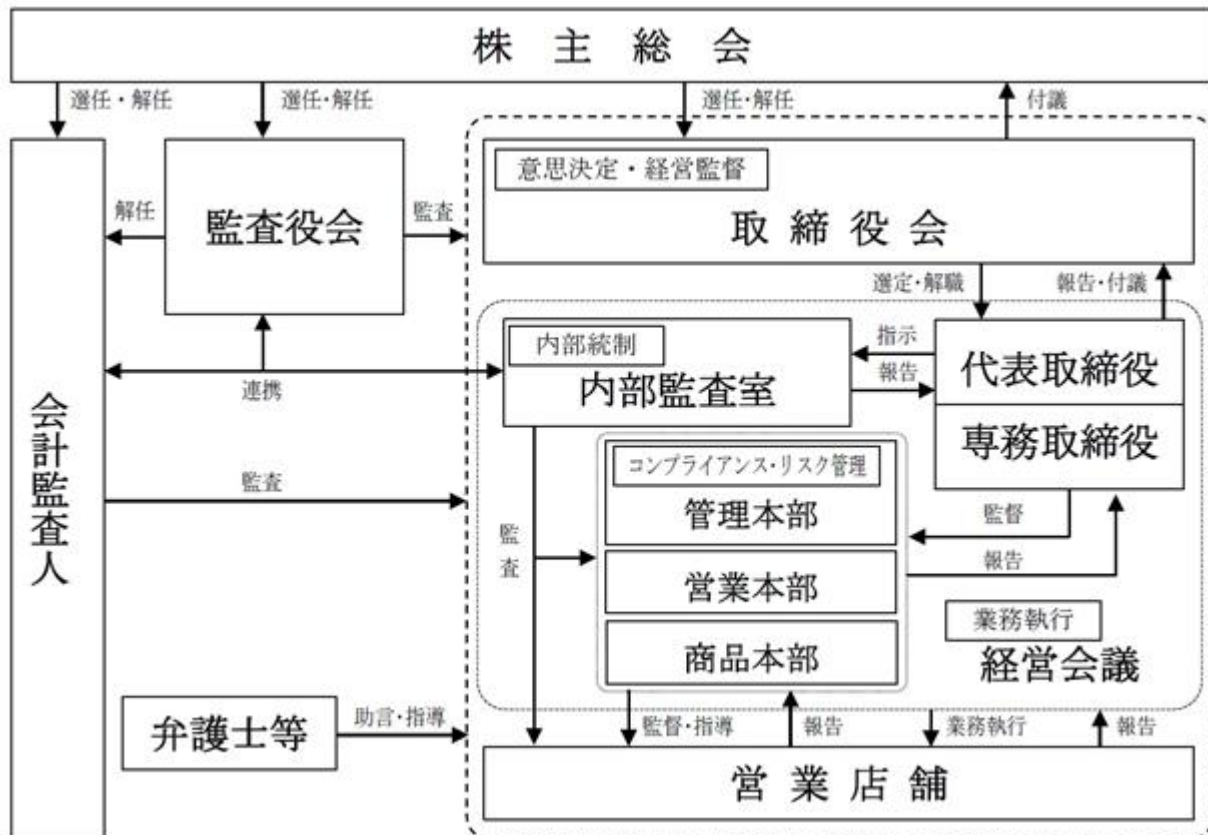 株主総会
選任・解任
選任・解任
選任・解任
付議
意思決定・経営監督
取締役会
解任
監査役会
監査
選定・解職
報告・付議
内部統制
内部監査室
指示
報告
代表取締役
専務取締役
連携
会計監査人
監査
コンプライアンス・リスク管理
管理本部
営業本部
商品本部
監査
監督
報告
業務執行
経営会議
弁護士等
助言・指導
監督・指導
報告
業務執行
報告
営業店舗